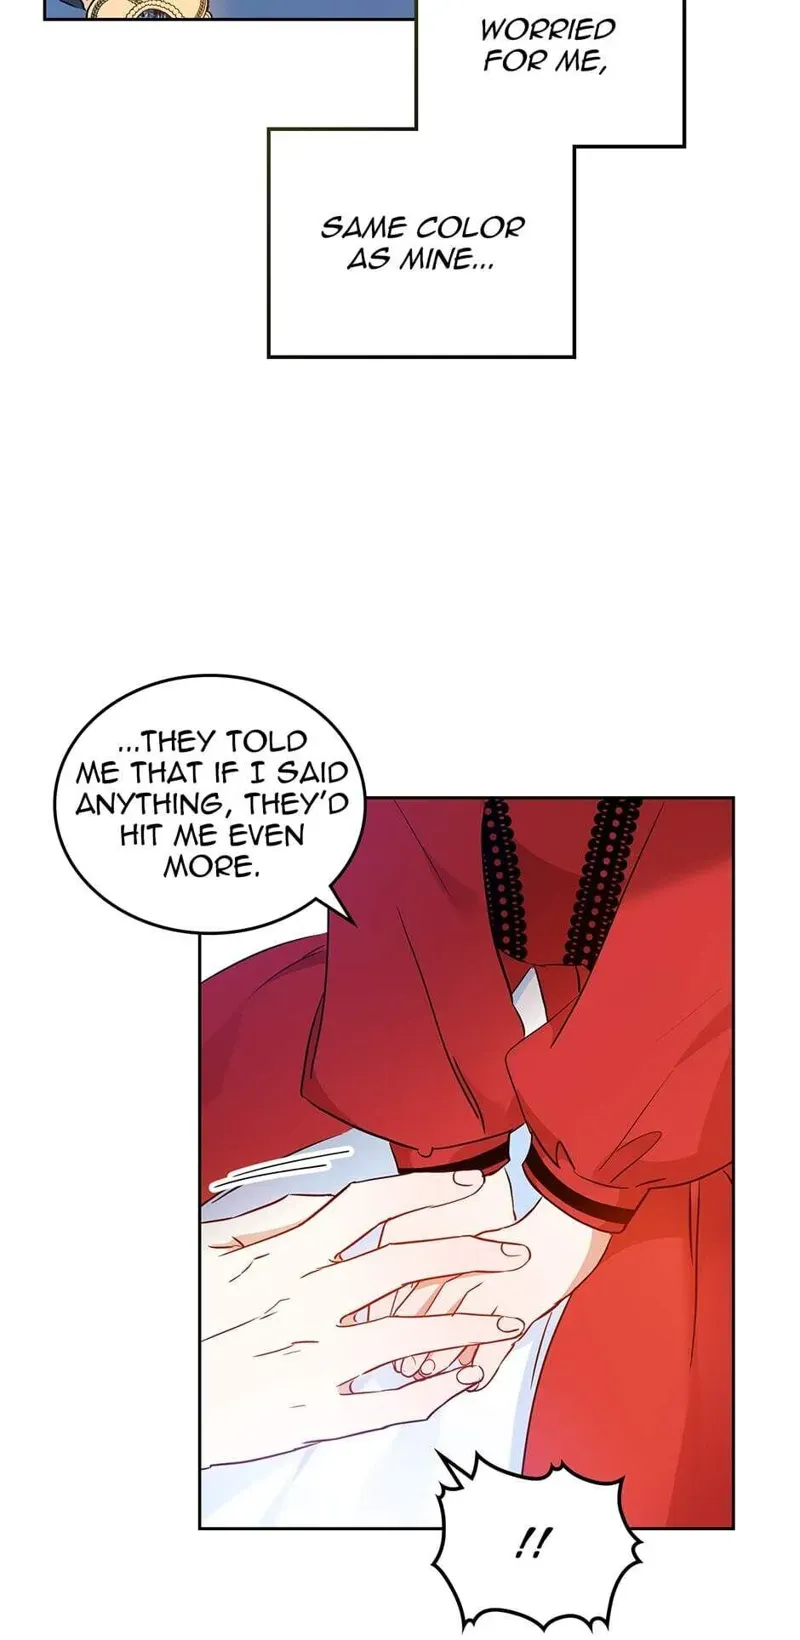 WORRIED
FOR ME,
SAME COLOR
AS MINE...
...THEY TOLD
ME THAT IF I SAID
ANYTHING, THEY'D
HIT ME EVEN
MORE.
!!